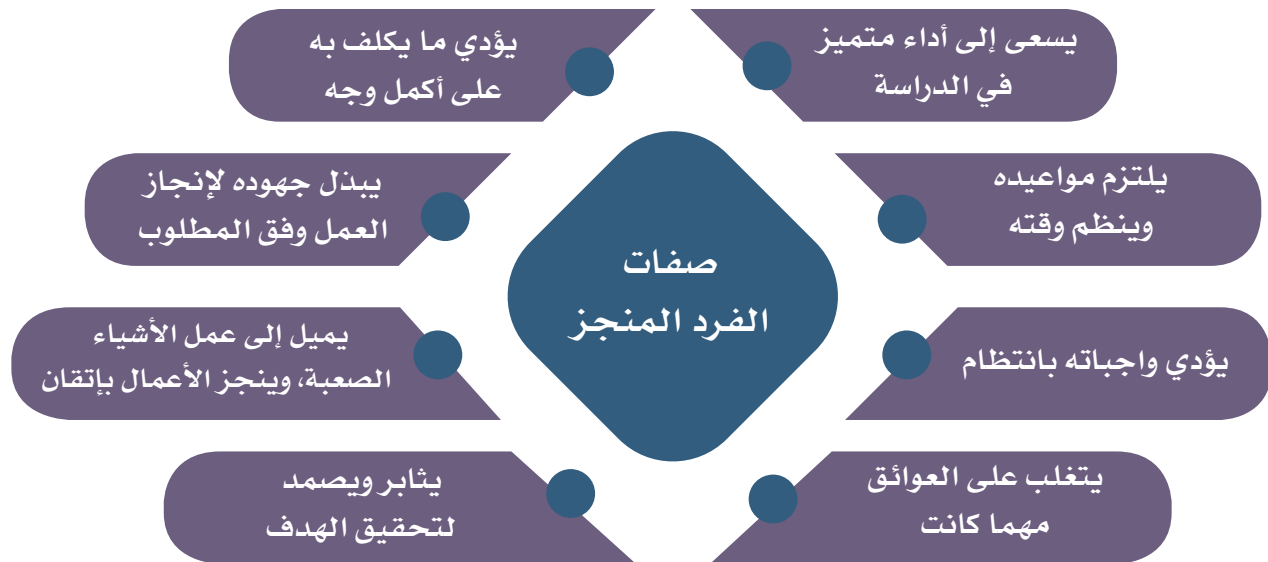 صفات
الفرد المنجز
يسعى إلى أداء متميز
في الدراسة
يلتزم مواعيده
وينظم وقته
يؤدي واجباته بانتظام
يتغلب على العوائق
مهما كانت
يؤدي ما يكلف به
على أكمل وجه
يبذل جهوده لإنجاز
العمل وفق المطلوب
يميل إلى عمل الأشياء
الصعبة، وينجز الأعمال بإتقان
يثابر ويصمد
لتحقيق الهدف